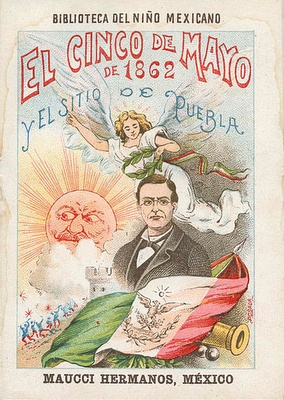 BIBLIOTECA DEL NIÑO MEXICANO
EL CINCO DE MAYO
DE 1862
Y EL SITIO DE PUEBLA
MAUCCI HERMANOS, MÉXICO